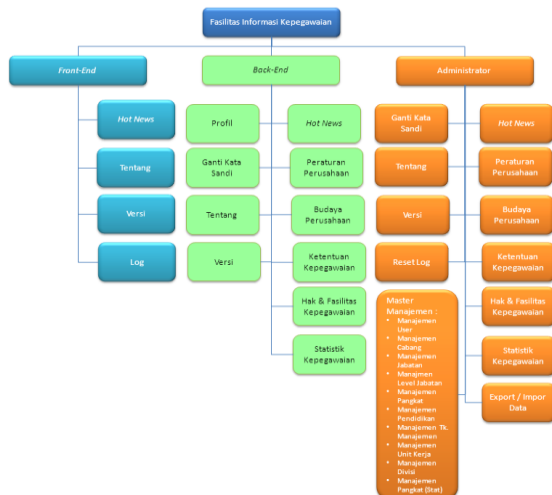 Fasilitas Informasi Kepegawaian
Front-End
Back-End
Administrator
Hot News
Tentang
Versi
Log
Profil
Ganti Kata
Sandi
Tentang
Versi
Hot News
Peraturan
Perusahaan
Budaya
Perusahaan
Ketentuan
Kepegawaian
Hak & Fasilitas
Kepegawaian
Statistik
Kepegawaian
Ganti Kata
Sandi
Tentang
Versi
Reset Log
Master
Manajemen :
• Manajemen
User
• Manajemen
Cabang
• Manajemen
Jabatan
• Manajmen
Level Jabatan
• Manajemen
Pangkat
• Manajemen
Pendidikan
• Manajemen Tk.
Manajemen
• Manajemen
Unit Kerja
• Manajemen
Divisi
• Manajemen
Pangkat (Stat)
Hot News
Peraturan
Perusahaan
Budaya
Perusahaan
Ketentuan
Kepegawaian
Hak & Fasilitas
Kepegawaian
Statistik
Kepegawaian
Export / Impor
Data